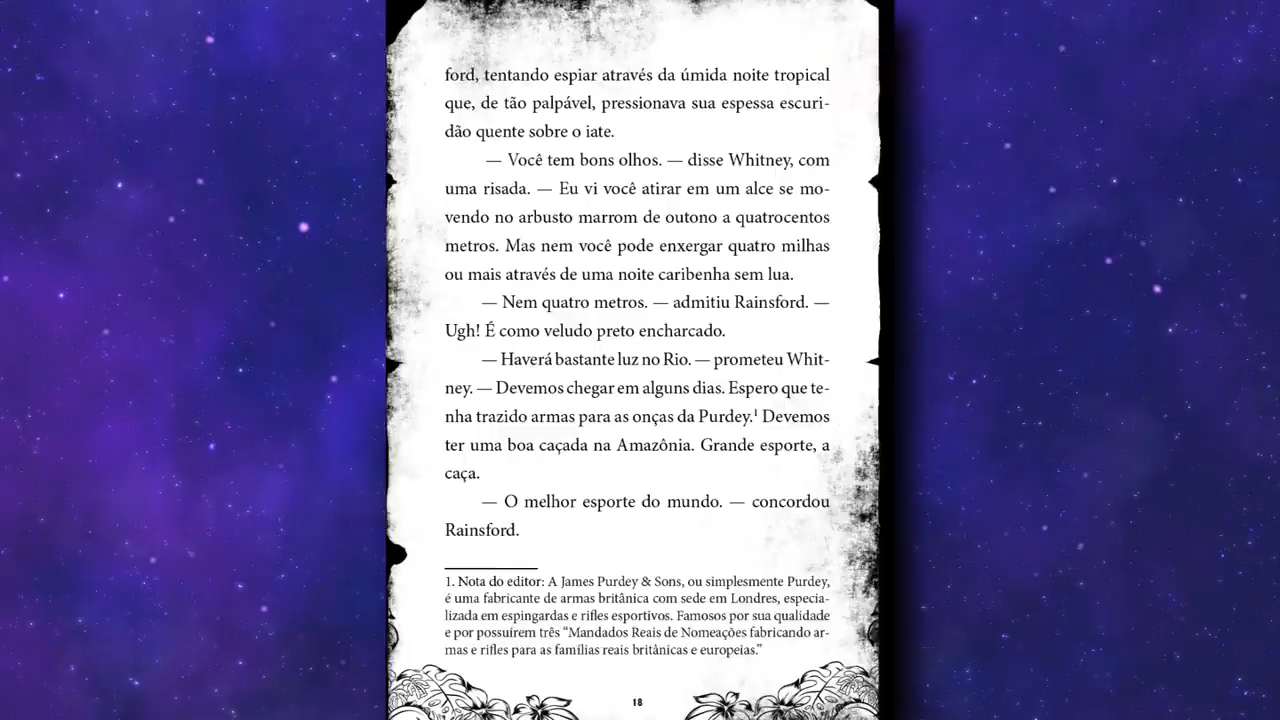 ford, tentando espiar através da úmida noite tropical
que, de tão palpável, pressionava sua espessa escuri-
dão quente sobre o iate.
— Você tem bons olhos. — disse Whitney, com
uma risada. — Eu vi você atirar em um alce se mo-
vendo no arbusto marrom de outono a quatrocentos
metros. Mas nem você pode enxergar quatro milhas
ou mais através de uma noite caribenha sem lua.
— Nem quatro metros. — admitiu Rainsford. —
Ugh! É como veludo preto encharcado.
— Haverá bastante luz no Rio. — prometeu Whit-
ney. — Devemos chegar em alguns dias. Espero que te-
nha trazido armas para as onças da Purdey.¹ Devemos
ter uma boa caçada na Amazônia. Grande esporte, a
caça.
— O melhor esporte do mundo. — concordou
Rainsford.
1. Nota do editor: A James Purdey & Sons, ou simplesmente Purdey,
é uma fabricante de armas britânica com sede em Londres, especia-
lizada em espingardas e rifles esportivos. Famosos por sua qualidade
e por possuírem três “Mandados Reais de Nomeações fabricando ar-
mas e rifles para as famílias reais britânicas e europeias.”
18